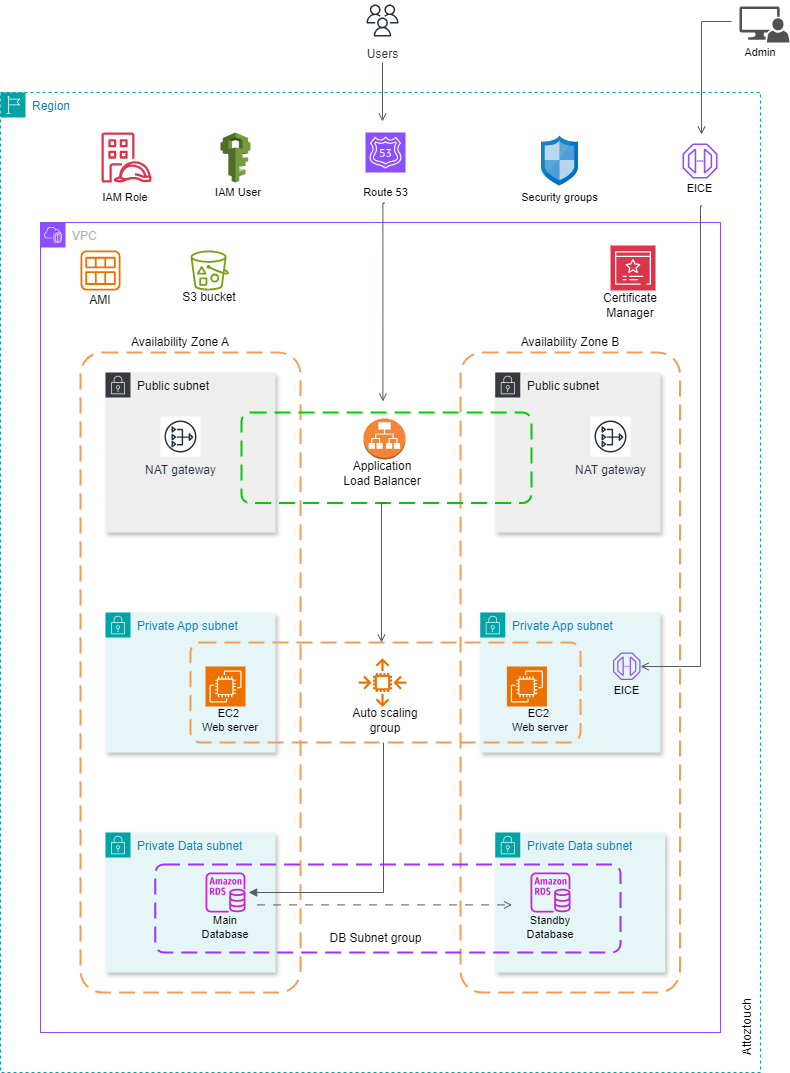 Users
Admin
Region
IAM Role
IAM User
53
Route 53
Security groups
EICE
VPC
AMI
S3 bucket
Certificate
Manager
Availability Zone A
Availability Zone B
Public subnet
Public subnet
NAT gateway
Application
Load Balancer
NAT gateway
Private App subnet
Private App subnet
EC2
Web server
Auto scaling
group
EC2
Web server
EICE
Private Data subnet
Private Data subnet
Amazon
RDS
Main
Database
Amazon
RDS
Standby
Database
DB Subnet group
Attoztouch